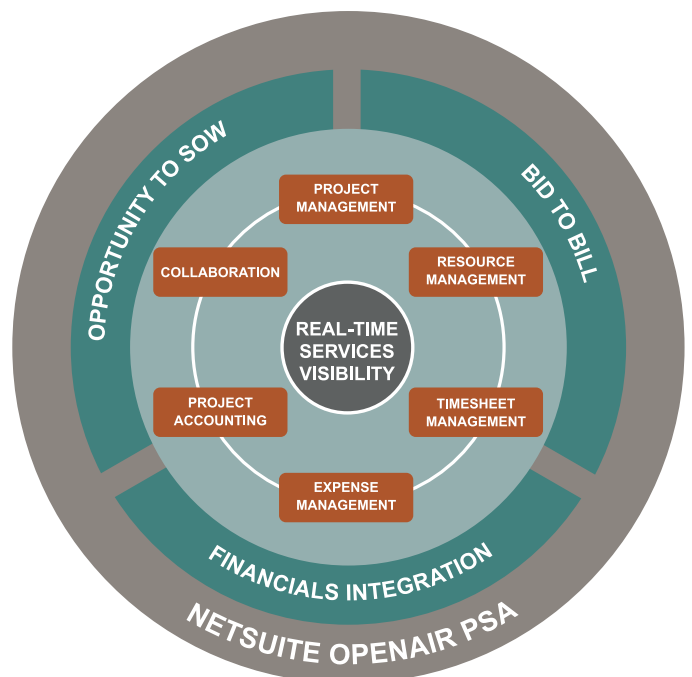 OPPORTUNITY TO SOW
BID TO BILL
PROJECT
MANAGEMENT
COLLABORATION
RESOURCE
MANAGEMENT
REAL-TIME
SERVICES
VISIBILITY
PROJECT
ACCOUNTING
TIMESHEET
MANAGEMENT
EXPENSE
MANAGEMENT
FINANCIALS INTEGRATION
NETSUITE OPENAIR PSA